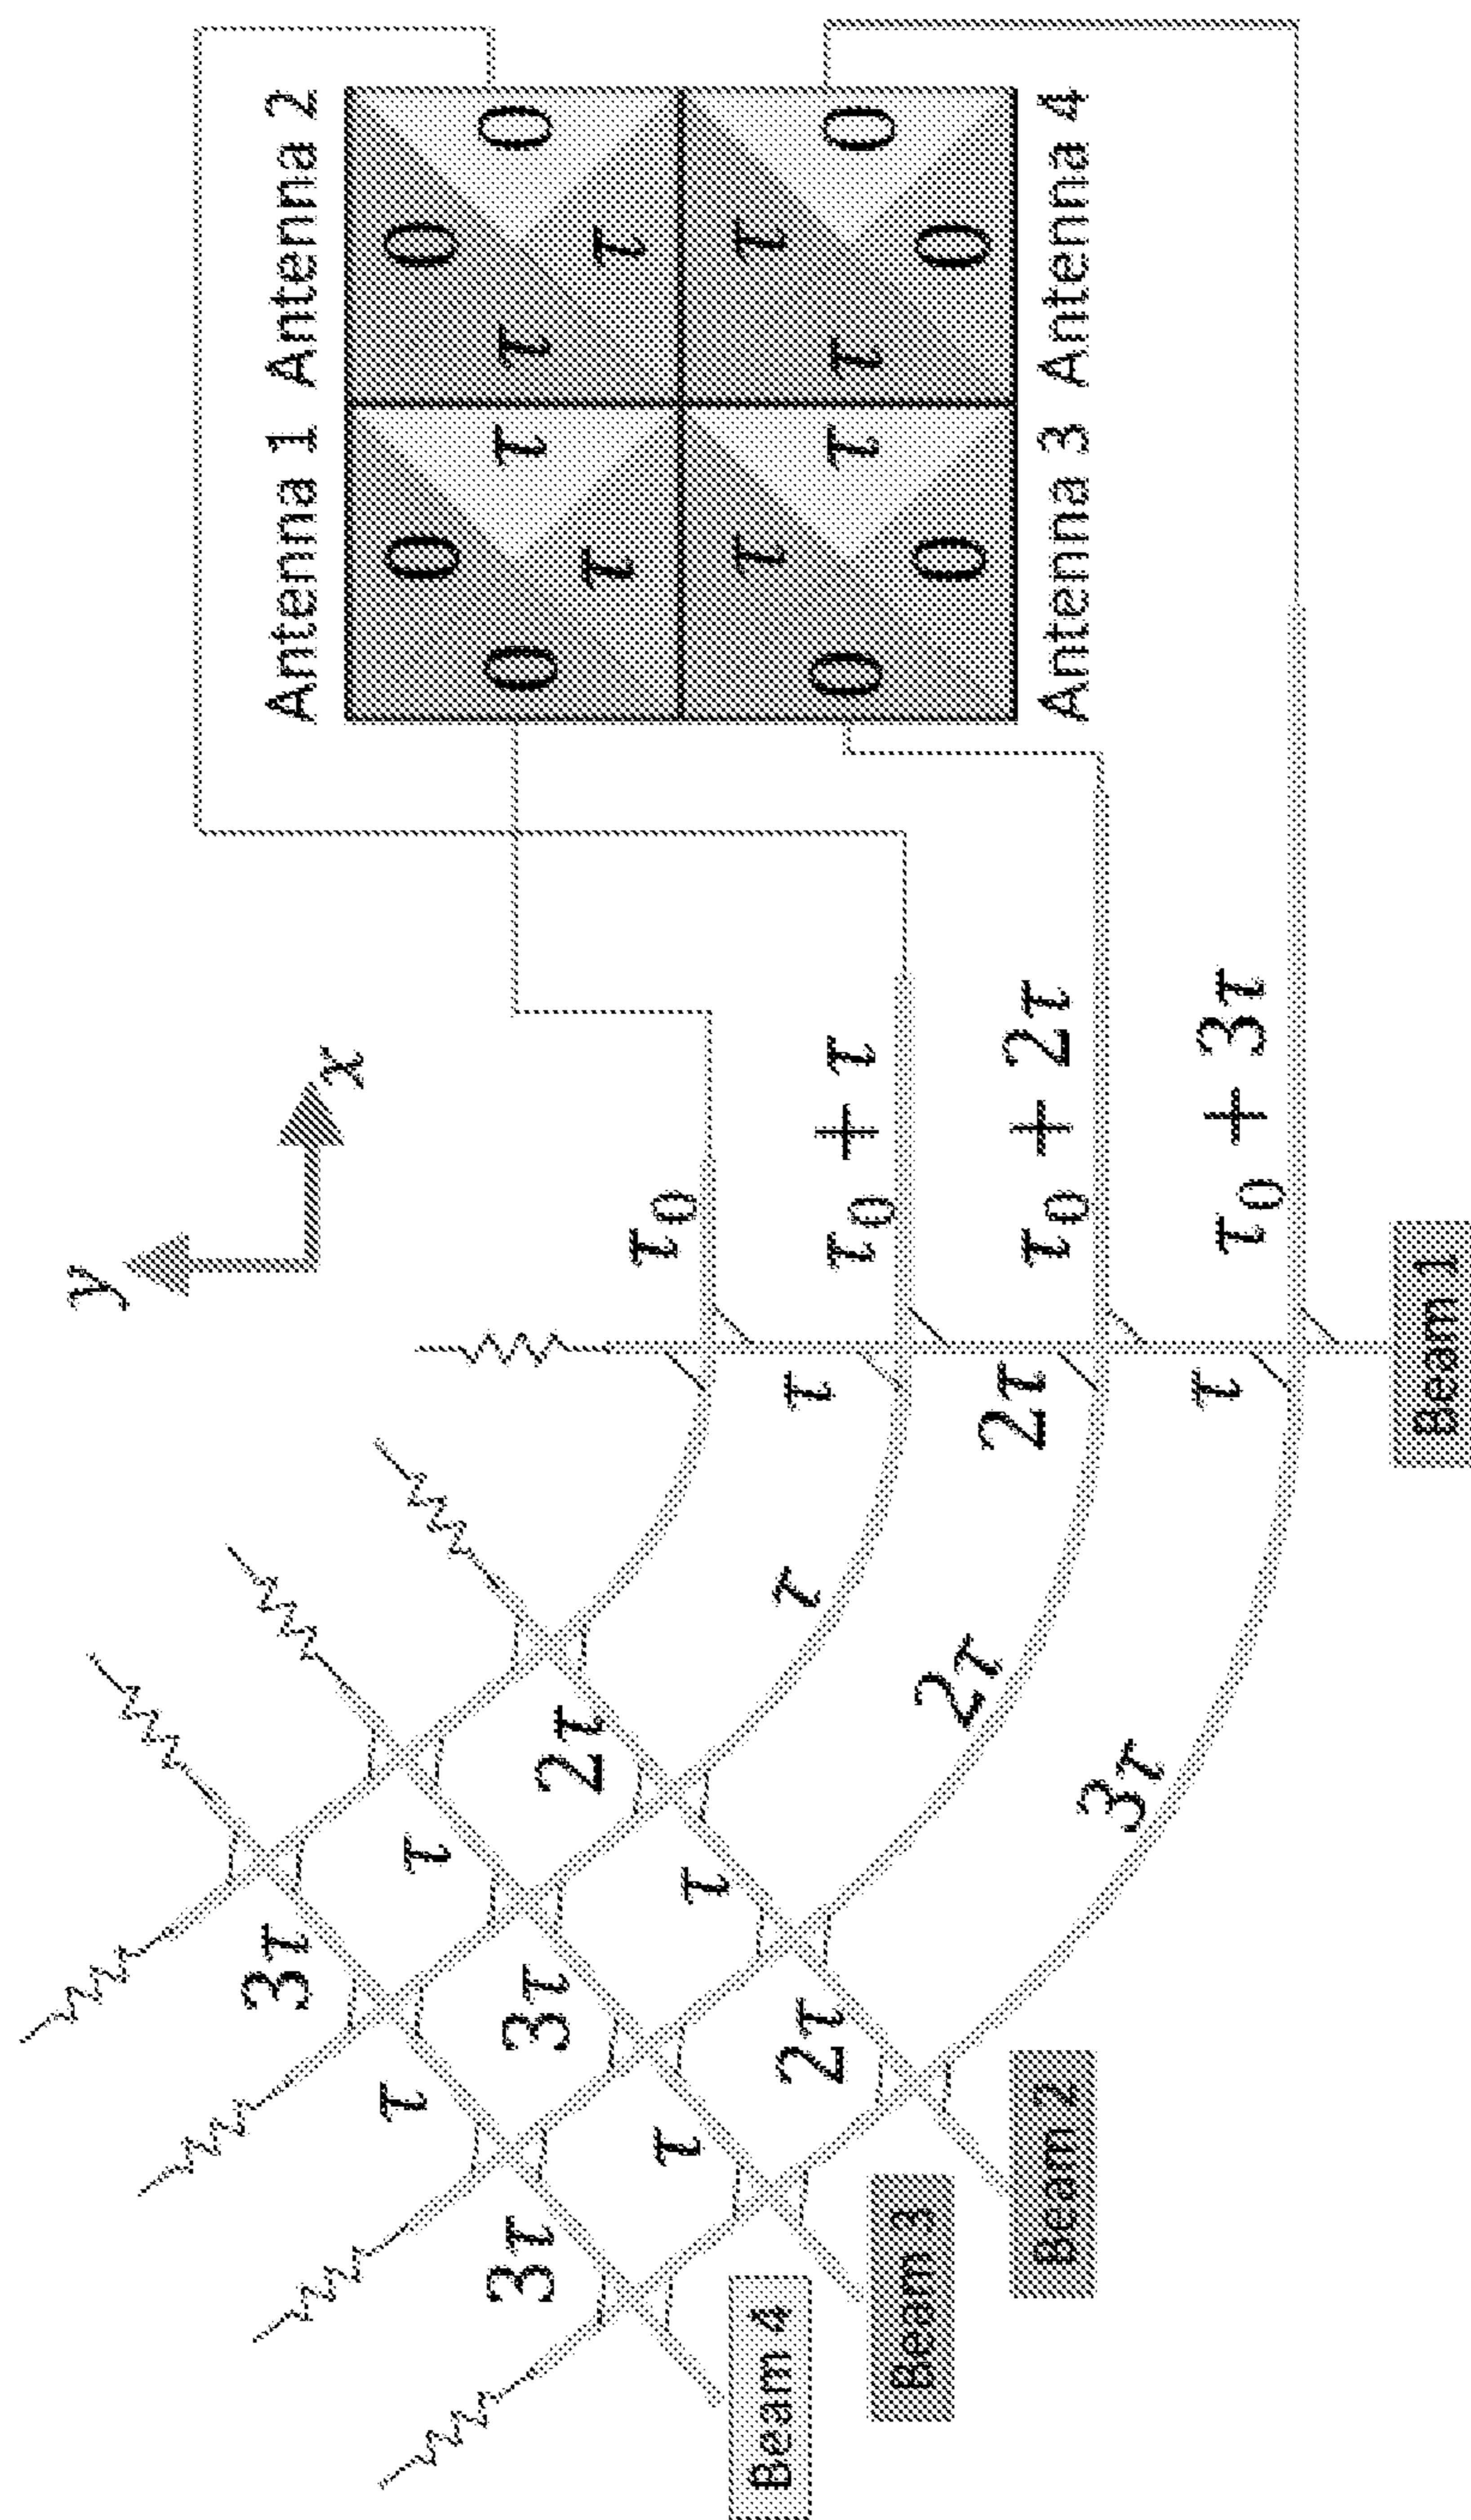 y
x
3τ
τ τ
3τ 3τ 2τ
τ τ
2τ
τ
2τ
3τ
τ
2τ
τ
τ₀
τ₀ + τ
τ₀ + 2τ
τ₀ + 3τ
Antenna 1 Antenna 2
0 0
0 τ τ 0
τ τ
τ τ
0 τ τ 0
0 0
Antenna 3 Antenna 4
Beam 4
Beam 3
Beam 2
Beam 1